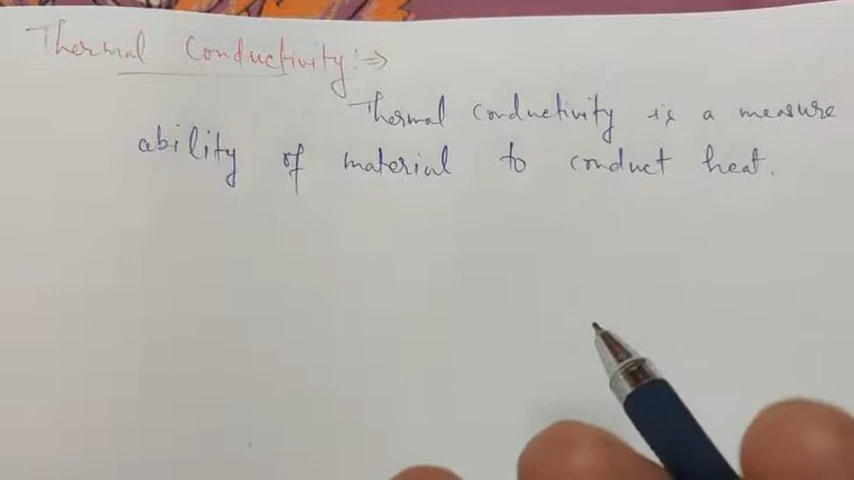 Thermal Conductivity :⇒
Thermal conductivity is a measure
ability of material to conduct heat.